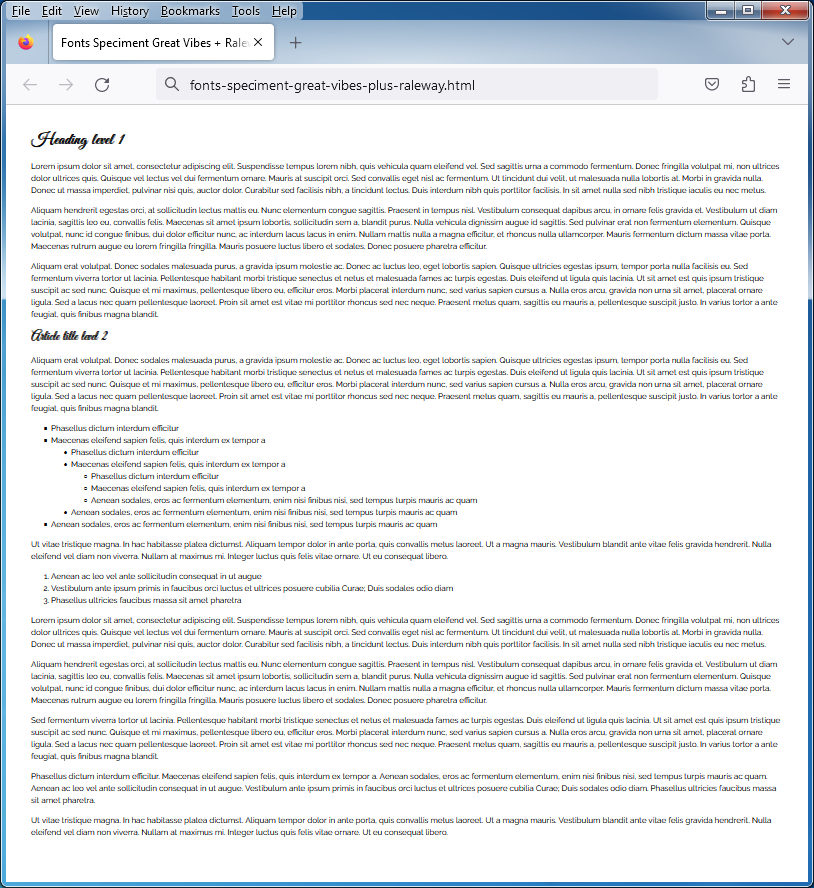 File Edit View History Bookmarks Tools Help
Fonts Speciment Great Vibes + Rale
fonts-speciment-great-vibes-plus-raleway.html
Heading level 1
Lorem ipsum dolor sit amet, consectetur adipiscing elit. Suspendisse tempus lorem nibh, quis vehicula quam eleifend vel. Sed sagittis urna a commodo fermentum. Donec fringilla volutpat mi, non ultrices
dolor ultrices quis. Quisque vel lectus vel dui fermentum ornare. Mauris at suscipit orci. Sed convallis eget nisl ac fermentum. Ut tincidunt dui velit, ut malesuada nulla lobortis at. Morbi in gravida nulla.
Donec ut massa imperdiet, pulvinar nisi quis, auctor dolor. Curabitur sed facilisis nibh, a tincidunt lectus. Duis interdum nibh quis porttitor facilisis. In sit amet nulla sed nibh tristique iaculis eu nec metus.
Aliquam hendrerit egestas orci, at sollicitudin lectus mattis eu. Nunc elementum congue sagittis. Praesent in tempus nisl. Vestibulum consequat dapibus arcu, in ornare felis gravida et. Vestibulum ut diam
lacinia, sagittis leo eu, convallis felis. Maecenas sit amet ipsum lobortis, sollicitudin sem a, blandit purus. Nulla vehicula dignissim augue id sagittis. Sed pulvinar erat non fermentum elementum. Quisque
volutpat, nunc id congue finibus, dui dolor efficitur nunc, ac interdum lacus lacus in enim. Nullam mattis nulla a magna efficitur, et rhoncus nulla ullamcorper. Mauris fermentum dictum massa vitae porta.
Maecenas rutrum augue eu lorem fringilla fringilla. Mauris posuere luctus libero et sodales. Donec posuere pharetra efficitur.
Aliquam erat volutpat. Donec sodales malesuada purus, a gravida ipsum molestie ac. Donec ac luctus leo, eget lobortis sapien. Quisque ultricies egestas ipsum, tempor porta nulla facilisis eu. Sed
fermentum viverra tortor ut lacinia. Pellentesque habitant morbi tristique senectus et netus et malesuada fames ac turpis egestas. Duis eleifend ut ligula quis lacinia. Ut sit amet est quis ipsum tristique
suscipit ac sed nunc. Quisque et mi maximus, pellentesque libero eu, efficitur eros. Morbi placerat interdum nunc, sed varius sapien cursus a. Nulla eros arcu, gravida non urna sit amet, placerat ornare
ligula. Sed a lacus nec quam pellentesque laoreet. Proin sit amet est vitae mi porttitor rhoncus sed nec neque. Praesent metus quam, sagittis eu mauris a, pellentesque suscipit justo. In varius tortor a ante
feugiat, quis finibus magna blandit.
Article title level 2
Aliquam erat volutpat. Donec sodales malesuada purus, a gravida ipsum molestie ac. Donec ac luctus leo, eget lobortis sapien. Quisque ultricies egestas ipsum, tempor porta nulla facilisis eu. Sed
fermentum viverra tortor ut lacinia. Pellentesque habitant morbi tristique senectus et netus et malesuada fames ac turpis egestas. Duis eleifend ut ligula quis lacinia. Ut sit amet est quis ipsum tristique
suscipit ac sed nunc. Quisque et mi maximus, pellentesque libero eu, efficitur eros. Morbi placerat interdum nunc, sed varius sapien cursus a. Nulla eros arcu, gravida non urna sit amet, placerat ornare
ligula. Sed a lacus nec quam pellentesque laoreet. Proin sit amet est vitae mi porttitor rhoncus sed nec neque. Praesent metus quam, sagittis eu mauris a, pellentesque suscipit justo. In varius tortor a ante
feugiat, quis finibus magna blandit.
Phasellus dictum interdum efficitur
Maecenas eleifend sapien felis, quis interdum ex tempor a
Phasellus dictum interdum efficitur
Maecenas eleifend sapien felis, quis interdum ex tempor a
Phasellus dictum interdum efficitur
Maecenas eleifend sapien felis, quis interdum ex tempor a
Aenean sodales, eros ac fermentum elementum, enim nisi finibus nisi, sed tempus turpis mauris ac quam
Aenean sodales, eros ac fermentum elementum, enim nisi finibus nisi, sed tempus turpis mauris ac quam
Aenean sodales, eros ac fermentum elementum, enim nisi finibus nisi, sed tempus turpis mauris ac quam
Ut vitae tristique magna. In hac habitasse platea dictumst. Aliquam tempor dolor in ante porta, quis convallis metus laoreet. Ut a magna mauris. Vestibulum blandit ante vitae felis gravida hendrerit. Nulla
eleifend vel diam non viverra. Nullam at maximus mi. Integer luctus quis felis vitae ornare. Ut eu consequat libero.
1. Aenean ac leo vel ante sollicitudin consequat in ut augue
2. Vestibulum ante ipsum primis in faucibus orci luctus et ultrices posuere cubilia Curae; Duis sodales odio diam
3. Phasellus ultricies faucibus massa sit amet pharetra
Lorem ipsum dolor sit amet, consectetur adipiscing elit. Suspendisse tempus lorem nibh, quis vehicula quam eleifend vel. Sed sagittis urna a commodo fermentum. Donec fringilla volutpat mi, non ultrices
dolor ultrices quis. Quisque vel lectus vel dui fermentum ornare. Mauris at suscipit orci. Sed convallis eget nisl ac fermentum. Ut tincidunt dui velit, ut malesuada nulla lobortis at. Morbi in gravida nulla.
Donec ut massa imperdiet, pulvinar nisi quis, auctor dolor. Curabitur sed facilisis nibh, a tincidunt lectus. Duis interdum nibh quis porttitor facilisis. In sit amet nulla sed nibh tristique iaculis eu nec metus.
Aliquam hendrerit egestas orci, at sollicitudin lectus mattis eu. Nunc elementum congue sagittis. Praesent in tempus nisl. Vestibulum consequat dapibus arcu, in ornare felis gravida et. Vestibulum ut diam
lacinia, sagittis leo eu, convallis felis. Maecenas sit amet ipsum lobortis, sollicitudin sem a, blandit purus. Nulla vehicula dignissim augue id sagittis. Sed pulvinar erat non fermentum elementum. Quisque
volutpat, nunc id congue finibus, dui dolor efficitur nunc, ac interdum lacus lacus in enim. Nullam mattis nulla a magna efficitur, et rhoncus nulla ullamcorper. Mauris fermentum dictum massa vitae porta.
Maecenas rutrum augue eu lorem fringilla fringilla. Mauris posuere luctus libero et sodales. Donec posuere pharetra efficitur.
Sed fermentum viverra tortor ut lacinia. Pellentesque habitant morbi tristique senectus et netus et malesuada fames ac turpis egestas. Duis eleifend ut ligula quis lacinia. Ut sit amet est quis ipsum tristique
suscipit ac sed nunc. Quisque et mi maximus, pellentesque libero eu, efficitur eros. Morbi placerat interdum nunc, sed varius sapien cursus a. Nulla eros arcu, gravida non urna sit amet, placerat ornare
ligula. Sed a lacus nec quam pellentesque laoreet. Proin sit amet est vitae mi porttitor rhoncus sed nec neque. Praesent metus quam, sagittis eu mauris a, pellentesque suscipit justo. In varius tortor a ante
feugiat, quis finibus magna blandit.
Phasellus dictum interdum efficitur. Maecenas eleifend sapien felis, quis interdum ex tempor a. Aenean sodales, eros ac fermentum elementum, enim nisi finibus nisi, sed tempus turpis mauris ac quam.
Aenean ac leo vel ante sollicitudin consequat in ut augue. Vestibulum ante ipsum primis in faucibus orci luctus et ultrices posuere cubilia Curae; Duis sodales odio diam. Phasellus ultricies faucibus massa
sit amet pharetra.
Ut vitae tristique magna. In hac habitasse platea dictumst. Aliquam tempor dolor in ante porta, quis convallis metus laoreet. Ut a magna mauris. Vestibulum blandit ante vitae felis gravida hendrerit. Nulla
eleifend vel diam non viverra. Nullam at maximus mi. Integer luctus quis felis vitae ornare. Ut eu consequat libero.